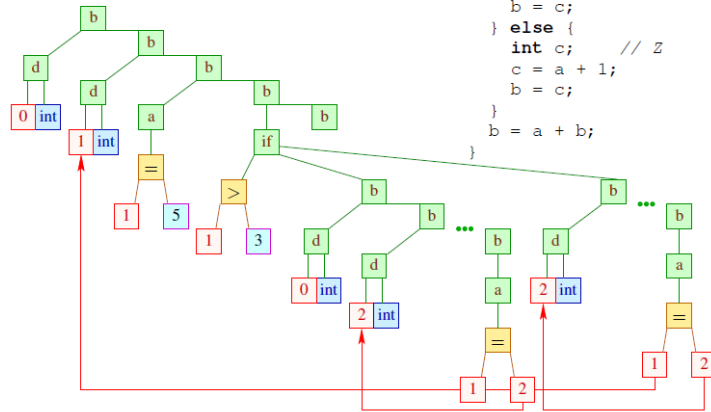 b = c;
} else {
int c; // Z
c = a + 1;
b = c;
}
b = a + b;
}
b
b
d b
d b
0 int a b
1 int if
=
> b b
1 5 b b
1 3 d b d
d a
0 int a 2 int
2 int =
=
1 2
1 2